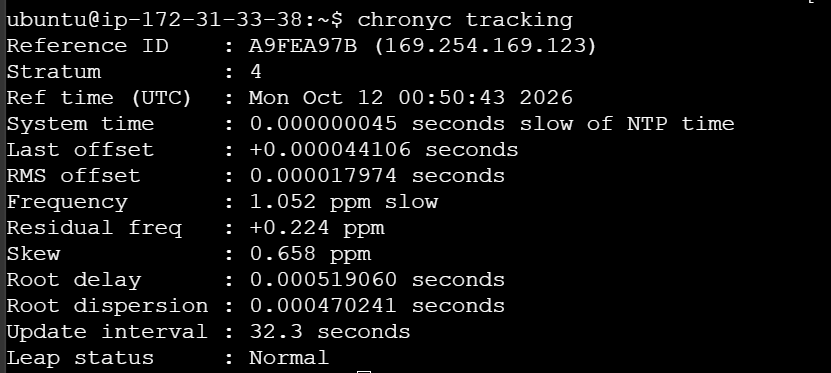 ubuntu@ip-172-31-33-38:~$ chronyc tracking
Reference ID    : A9FEA97B (169.254.169.123)
Stratum         : 4
Ref time (UTC)  : Mon Oct 12 00:50:43 2026
System time     : 0.000000045 seconds slow of NTP time
Last offset     : +0.000044106 seconds
RMS offset      : 0.000017974 seconds
Frequency       : 1.052 ppm slow
Residual freq   : +0.224 ppm
Skew            : 0.658 ppm
Root delay      : 0.000519060 seconds
Root dispersion : 0.000470241 seconds
Update interval : 32.3 seconds
Leap status     : Normal